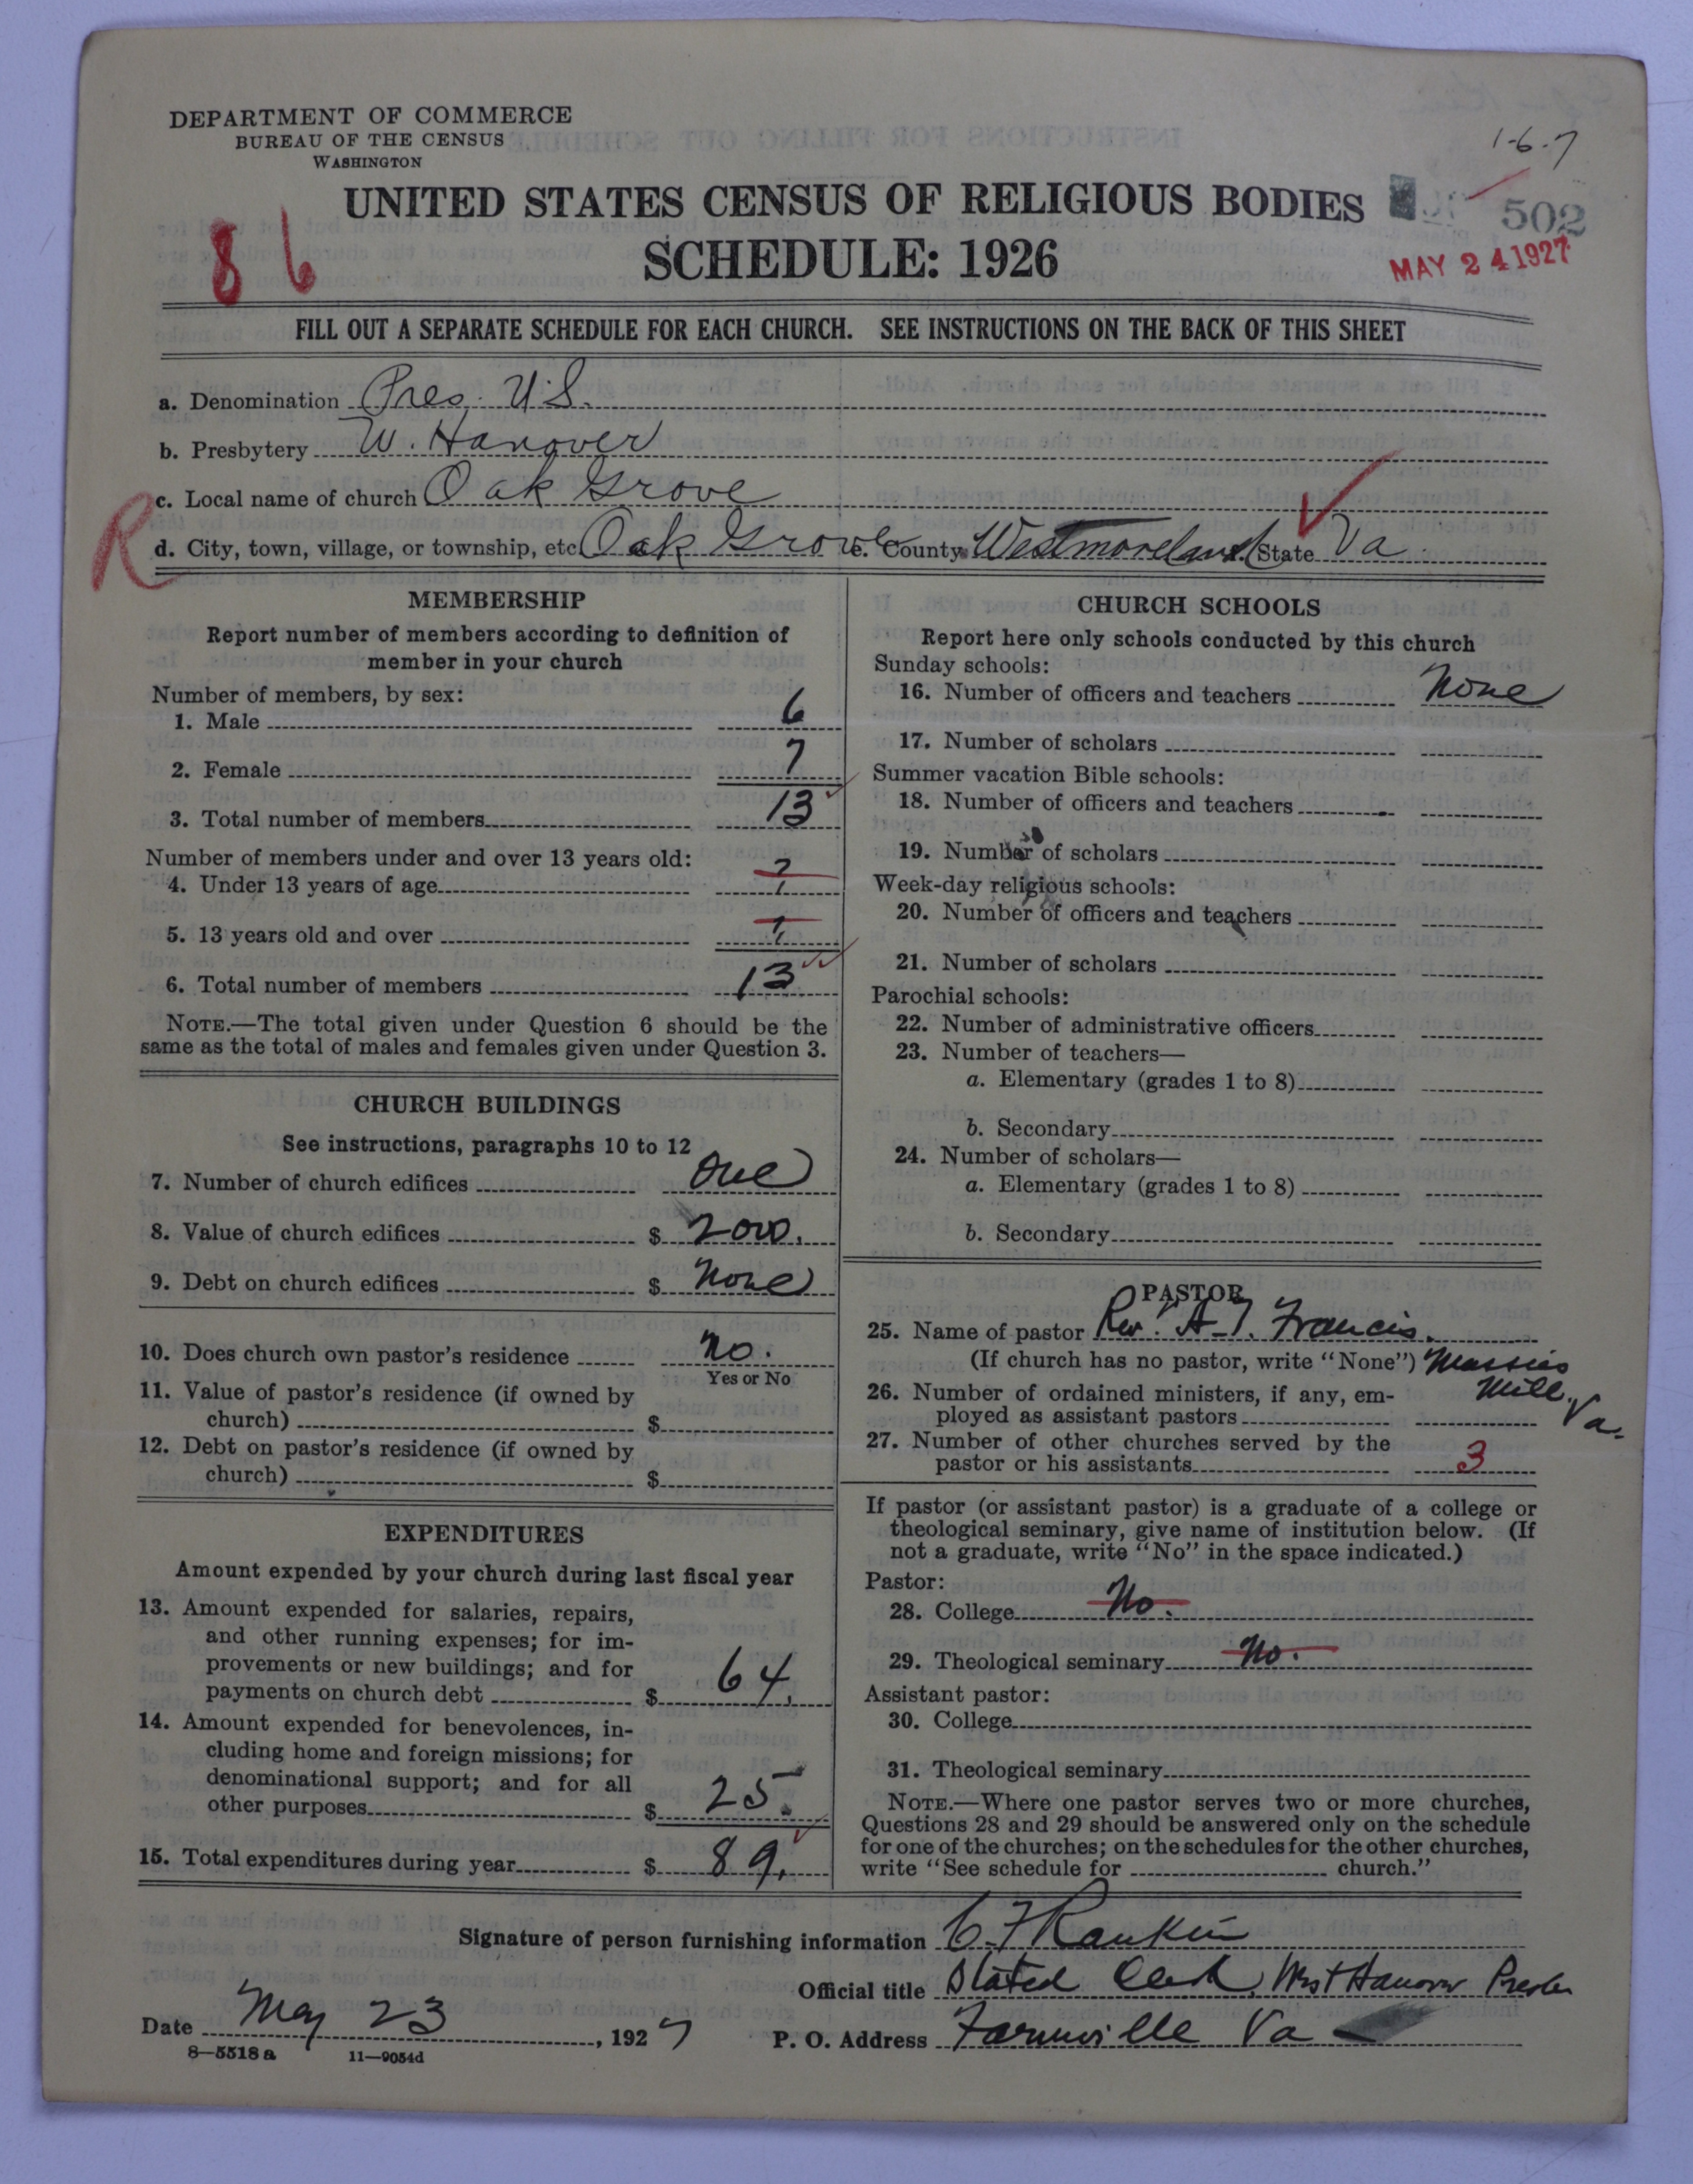 DEPARTMENT OF COMMERCE
BUREAU OF THE CENSUS
WASHINGTON
1-6-7
UNITED STATES CENSUS OF RELIGIOUS BODIES
502
SCHEDULE: 1926
MAY 24 1927
86
FILL OUT A SEPARATE SCHEDULE FOR EACH CHURCH. SEE INSTRUCTIONS ON THE BACK OF THIS SHEET
a. Denomination Pres. U.S.
b. Presbytery W. Hanover
c. Local name of church Oak Grove
R
d. City, town, village, or township, etc. Oak Grove e. County Westmoreland State Va
MEMBERSHIP
Report number of members according to definition of
member in your church
Number of members, by sex:
1. Male 6
2. Female 7
3. Total number of members 13
Number of members under and over 13 years old:
4. Under 13 years of age ?
5. 13 years old and over ?
6. Total number of members 13
NOTE.—The total given under Question 6 should be the
same as the total of males and females given under Question 3.
CHURCH BUILDINGS
See instructions, paragraphs 10 to 12
7. Number of church edifices One
8. Value of church edifices $ 2000.
9. Debt on church edifices $ None
10. Does church own pastor's residence No.
Yes or No
11. Value of pastor's residence (if owned by
church) $
12. Debt on pastor's residence (if owned by
church) $
EXPENDITURES
Amount expended by your church during last fiscal year
13. Amount expended for salaries, repairs,
and other running expenses; for im-
provements or new buildings; and for
payments on church debt $ 64.
14. Amount expended for benevolences, in-
cluding home and foreign missions; for
denominational support; and for all
other purposes $ 25.
15. Total expenditures during year $ 89.
CHURCH SCHOOLS
Report here only schools conducted by this church
Sunday schools:
16. Number of officers and teachers None
17. Number of scholars
Summer vacation Bible schools:
18. Number of officers and teachers
19. Number of scholars
Week-day religious schools:
20. Number of officers and teachers
21. Number of scholars
Parochial schools:
22. Number of administrative officers
23. Number of teachers—
a. Elementary (grades 1 to 8)
b. Secondary
24. Number of scholars—
a. Elementary (grades 1 to 8)
b. Secondary
PASTOR
25. Name of pastor Rev. A. J. Francis.
(If church has no pastor, write "None") Massies
Mill, Va.
26. Number of ordained ministers, if any, em-
ployed as assistant pastors
27. Number of other churches served by the
pastor or his assistants 3
If pastor (or assistant pastor) is a graduate of a college or
theological seminary, give name of institution below. (If
not a graduate, write "No" in the space indicated.)
Pastor:
28. College No.
29. Theological seminary No.
Assistant pastor:
30. College
31. Theological seminary
NOTE.—Where one pastor serves two or more churches,
Questions 28 and 29 should be answered only on the schedule
for one of the churches; on the schedules for the other churches,
write "See schedule for church."
Signature of person furnishing information C F Rankin
Official title Stated Clerk, West Hanover Presber
Date May 23, 1927 P. O. Address Farmville Va
8—5518 a 11—9054d